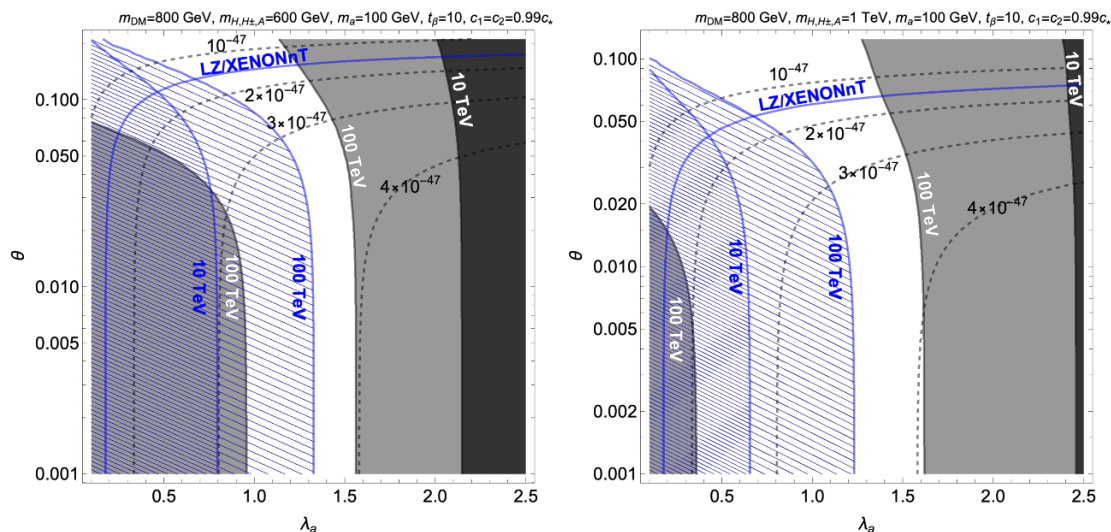 m_DM=800 GeV, m_H,H±,A=600 GeV, m_a=100 GeV, t_β=10, c₁=c₂=0.99c⋆
10⁻⁴⁷
LZ/XENONnT
2×10⁻⁴⁷
3×10⁻⁴⁷
4×10⁻⁴⁷
10 TeV
100 TeV
10 TeV
100 TeV
100 TeV
θ
0.100
0.050
0.010
0.005
0.001
0.5
1.0
1.5
2.0
2.5
λₐ
m_DM=800 GeV, m_H,H±,A=1 TeV, m_a=100 GeV, t_β=10, c₁=c₂=0.99c⋆
10⁻⁴⁷
LZ/XENONnT
2×10⁻⁴⁷
3×10⁻⁴⁷
4×10⁻⁴⁷
10 TeV
100 TeV
10 TeV
100 TeV
100 TeV
θ
0.100
0.050
0.020
0.010
0.005
0.002
0.001
0.5
1.0
1.5
2.0
2.5
λₐ